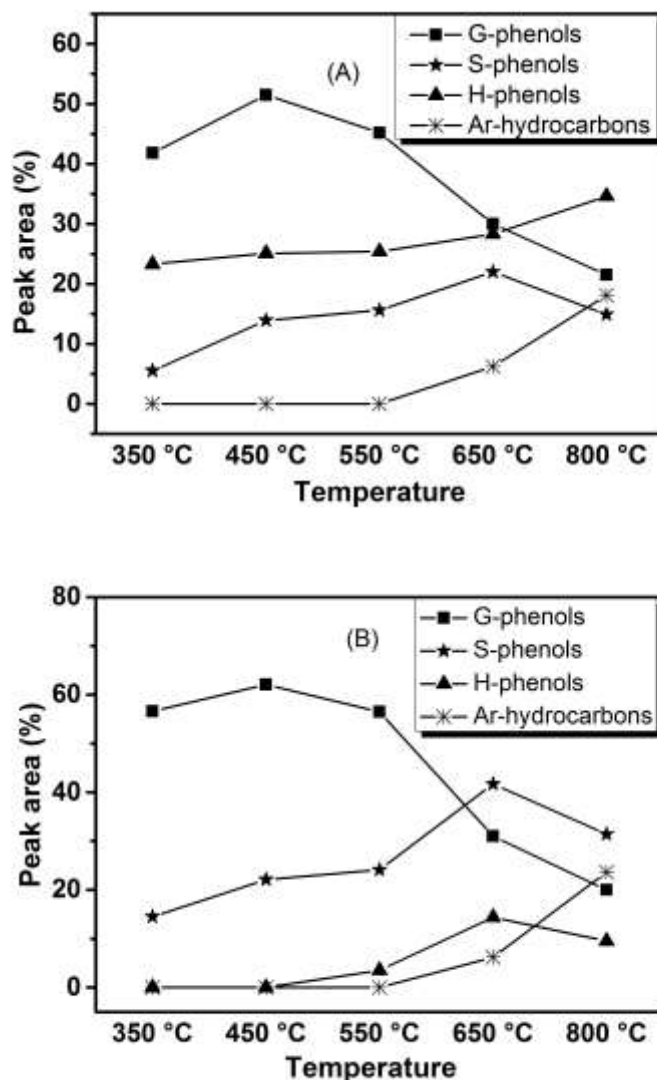 60
50
40
30
20
10
0
Peak area (%)
(A)
G-phenols
S-phenols
H-phenols
Ar-hydrocarbons
350 °C 450 °C 550 °C 650 °C 800 °C
Temperature
80
60
40
20
0
Peak area (%)
(B)
G-phenols
S-phenols
H-phenols
Ar-hydrocarbons
350 °C 450 °C 550 °C 650 °C 800 °C
Temperature